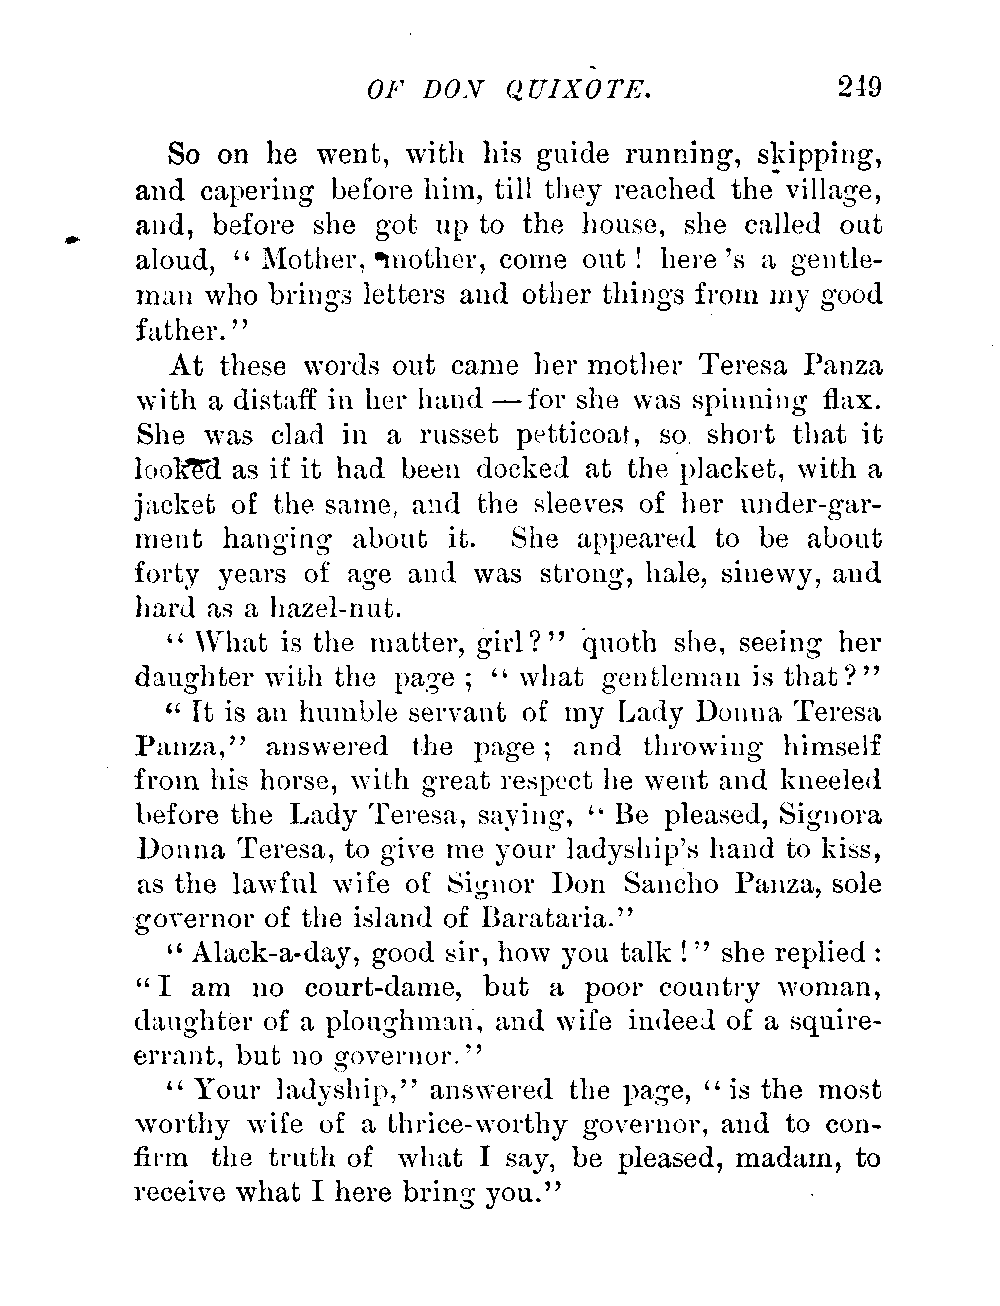 OF DON QUIXOTE. 249
So on he went, with his guide running, skipping,
and capering before him, till they reached the village,
and, before she got up to the house, she called out
aloud, “ Mother, mother, come out ! here ’s a gentle-
man who brings letters and other things from my good
father.”
At these words out came her mother Teresa Panza
with a distaff in her hand — for she was spinning flax.
She was clad in a russet petticoat, so short that it
looked as if it had been docked at the placket, with a
jacket of the same, and the sleeves of her under-gar-
ment hanging about it. She appeared to be about
forty years of age and was strong, hale, sinewy, and
hard as a hazel-nut.
“ What is the matter, girl ? ” quoth she, seeing her
daughter with the page ; “ what gentleman is that ? ”
“ It is an humble servant of my Lady Donna Teresa
Panza,” answered the page ; and throwing himself
from his horse, with great respect he went and kneeled
before the Lady Teresa, saying, “ Be pleased, Signora
Donna Teresa, to give me your ladyship’s hand to kiss,
as the lawful wife of Signor Don Sancho Panza, sole
governor of the island of Barataria.”
“ Alack-a-day, good sir, how you talk ! ” she replied :
“ I am no court-dame, but a poor country woman,
daughter of a ploughman, and wife indeed of a squire-
errant, but no governor.”
“ Your ladyship,” answered the page, “ is the most
worthy wife of a thrice-worthy governor, and to con-
firm the truth of what I say, be pleased, madam, to
receive what I here bring you.”